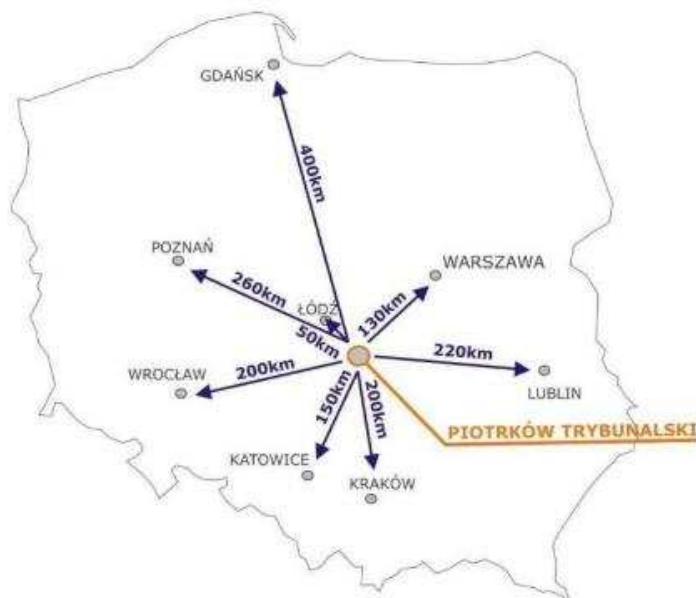 GDAŃSK
400km
POZNAŃ
WARSZAWA
260km
ŁÓDŹ
130km
50km
200km
220km
WROCŁAW
LUBLIN
150km
200km
PIOTRKÓW TRYBUNALSKI
KATOWICE
KRAKÓW